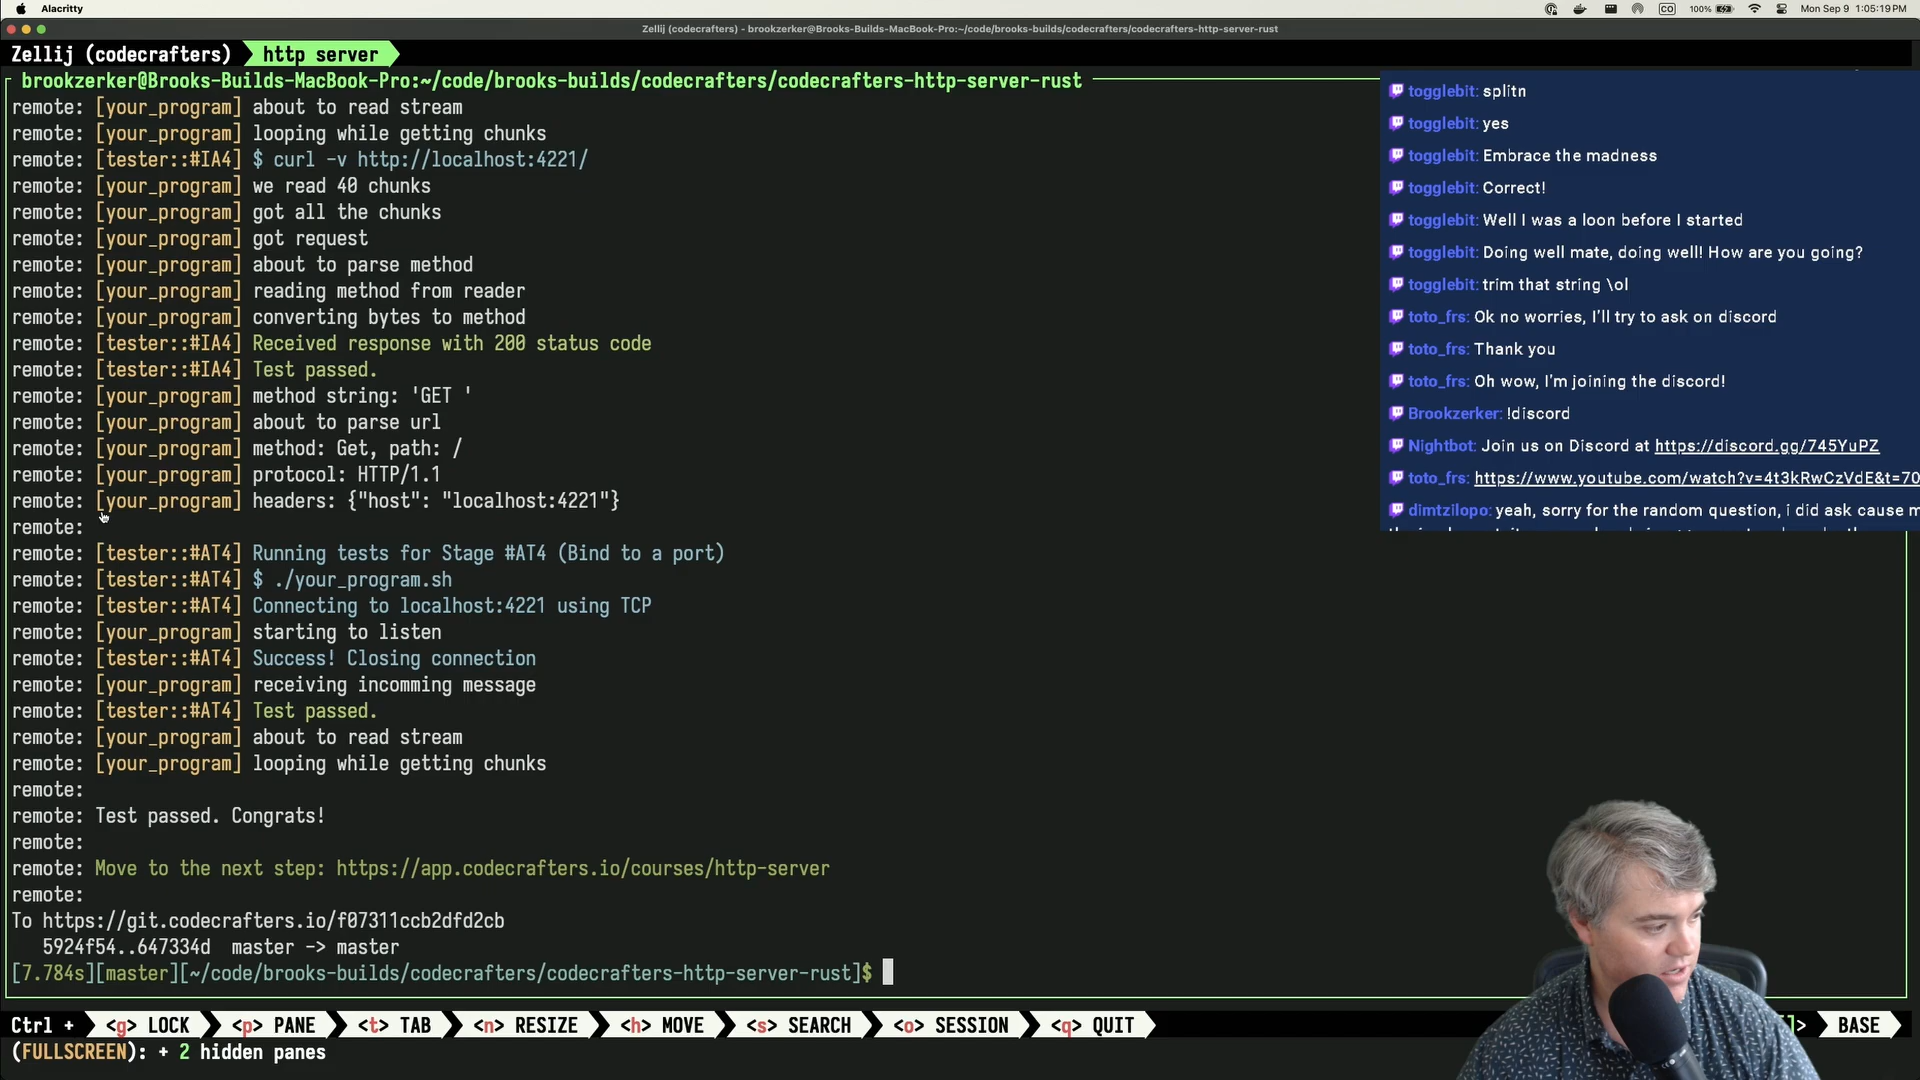 Alacritty
100%
Mon Sep 9 1:05:19 PM
Zellij (codecrafters) - brookzerker@Brooks-Builds-MacBook-Pro:~/code/brooks-builds/codecrafters/codecrafters-http-server-rust
Zellij (codecrafters) http server
brookzerker@Brooks-Builds-MacBook-Pro:~/code/brooks-builds/codecrafters/codecrafters-http-server-rust
remote: [your_program] about to read stream
remote: [your_program] looping while getting chunks
remote: [tester::#IA4] $ curl -v http://localhost:4221/
remote: [your_program] we read 40 chunks
remote: [your_program] got all the chunks
remote: [your_program] got request
remote: [your_program] about to parse method
remote: [your_program] reading method from reader
remote: [your_program] converting bytes to method
remote: [tester::#IA4] Received response with 200 status code
remote: [tester::#IA4] Test passed.
remote: [your_program] method string: 'GET '
remote: [your_program] about to parse url
remote: [your_program] method: Get, path: /
remote: [your_program] protocol: HTTP/1.1
remote: [your_program] headers: {"host": "localhost:4221"}
remote:
remote: [tester::#AT4] Running tests for Stage #AT4 (Bind to a port)
remote: [tester::#AT4] $ ./your_program.sh
remote: [tester::#AT4] Connecting to localhost:4221 using TCP
remote: [your_program] starting to listen
remote: [tester::#AT4] Success! Closing connection
remote: [your_program] receiving incomming message
remote: [tester::#AT4] Test passed.
remote: [your_program] about to read stream
remote: [your_program] looping while getting chunks
remote:
remote: Test passed. Congrats!
remote:
remote: Move to the next step: https://app.codecrafters.io/courses/http-server
remote:
To https://git.codecrafters.io/f07311ccb2dfd2cb
5924f54..647334d master -> master
[7.784s][master][~/code/brooks-builds/codecrafters/codecrafters-http-server-rust]$
togglebit: splitn
togglebit: yes
togglebit: Embrace the madness
togglebit: Correct!
togglebit: Well I was a loon before I started
togglebit: Doing well mate, doing well! How are you going?
togglebit: trim that string \ol
toto_frs: Ok no worries, I'll try to ask on discord
toto_frs: Thank you
toto_frs: Oh wow, I'm joining the discord!
Brookzerker: !discord
Nightbot: Join us on Discord at https://discord.gg/745YuPZ
toto_frs: https://www.youtube.com/watch?v=4t3kRwCzVdE&t=70
dimtzilopo: yeah, sorry for the random question, i did ask cause m
Ctrl + <g> LOCK <p> PANE <t> TAB <n> RESIZE <h> MOVE <s> SEARCH <o> SESSION <q> QUIT > BASE
(FULLSCREEN): + 2 hidden panes